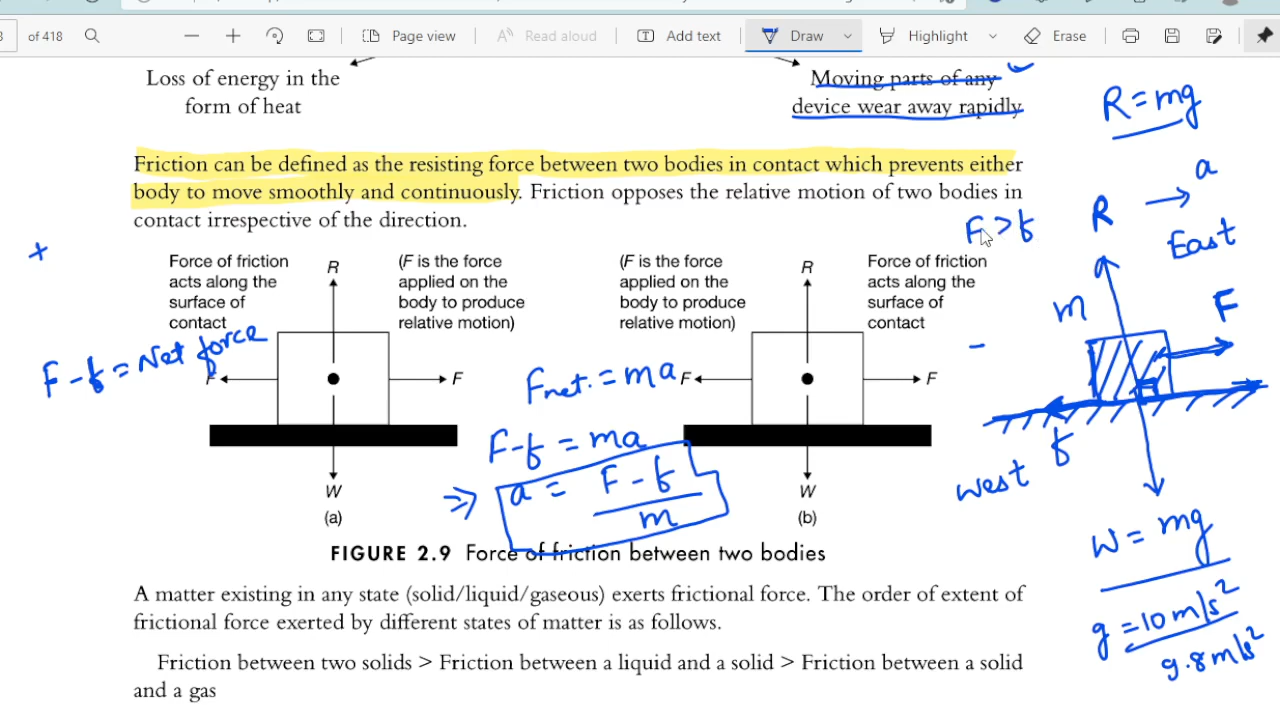 of 418
Page view
Read aloud
Add text
Draw
Highlight
Erase
Loss of energy in the
form of heat
Moving parts of any
device wear away rapidly
R = mg
Friction can be defined as the resisting force between two bodies in contact which prevents either
body to move smoothly and continuously. Friction opposes the relative motion of two bodies in
contact irrespective of the direction.
a
R
East
F > f
+
Force of friction
acts along the
surface of
contact
R
(F is the force
applied on the
body to produce
relative motion)
(F is the force
applied on the
body to produce
relative motion)
R
Force of friction
acts along the
surface of
contact
m
F
F - f = Net force
F
F
Fnet. = ma
F
F
-
F - f = ma
⇒ a = F - f
m
f
West
W
W
(a)
(b)
W = mg
FIGURE 2.9 Force of friction between two bodies
A matter existing in any state (solid/liquid/gaseous) exerts frictional force. The order of extent of
frictional force exerted by different states of matter is as follows.
g = 10 m/s²
9.8 m/s²
Friction between two solids > Friction between a liquid and a solid > Friction between a solid
and a gas